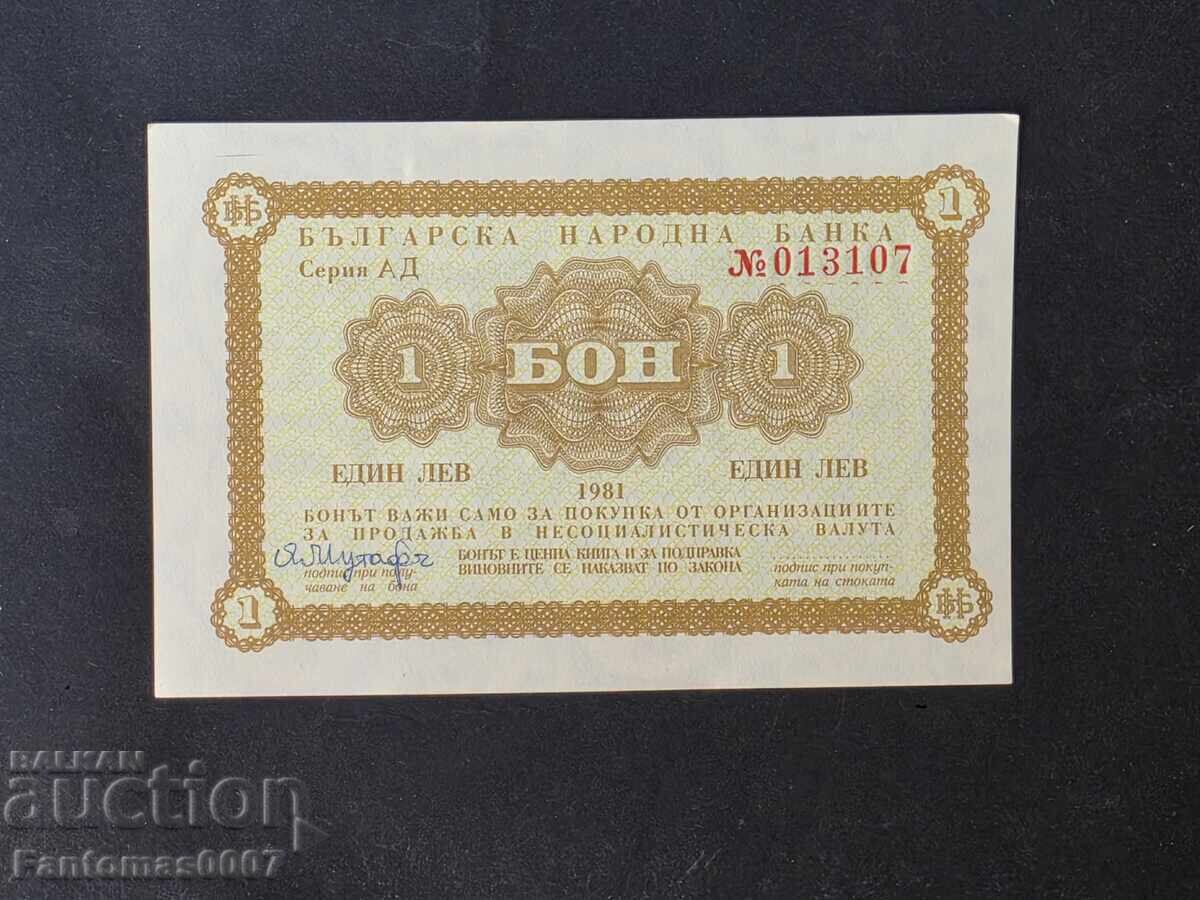 БНБ
1
БЪЛГАРСКА НАРОДНА БАНКА
Серия АД
№013107
1
БОН
1
ЕДИН ЛЕВ
ЕДИН ЛЕВ
1981
БОНЪТ ВАЖИ САМО ЗА ПОКУПКА ОТ ОРГАНИЗАЦИИТЕ
ЗА ПРОДАЖБА В НЕСОЦИАЛИСТИЧЕСКА ВАЛУТА
БОНЪТ Е ЦЕННА КНИГА И ЗА ПОДПРАВКА
ВИНОВНИТЕ СЕ НАКАЗВАТ ПО ЗАКОНА
подпис при полу-
чаване на бона
подпис при покуп-
ката на стоката
1
БНБ
BALKAN
auction
Fantomas0007